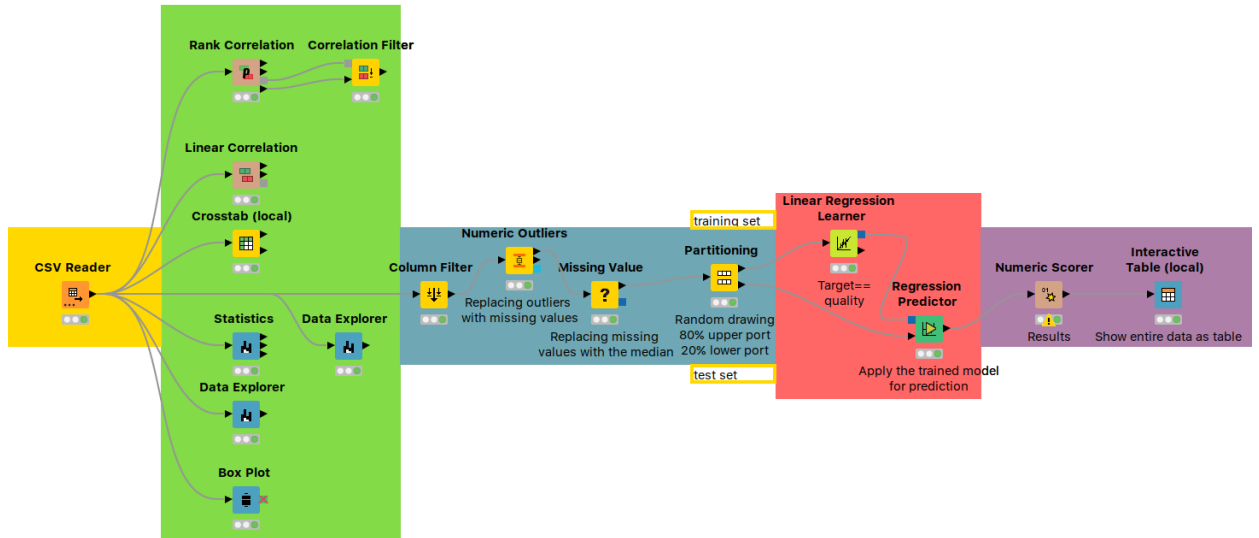 Rank Correlation
Correlation Filter
ρ
Linear Correlation
Crosstab (local)
CSV Reader
Statistics
Data Explorer
Data Explorer
Box Plot
Column Filter
Numeric Outliers
Replacing outliers
with missing values
Missing Value
?
Replacing missing
values with the median
training set
Partitioning
Random drawing
80% upper port
20% lower port
test set
Linear Regression
Learner
Target==
quality
Regression
Predictor
Apply the trained model
for prediction
Numeric Scorer
01
Results
Interactive
Table (local)
Show entire data as table